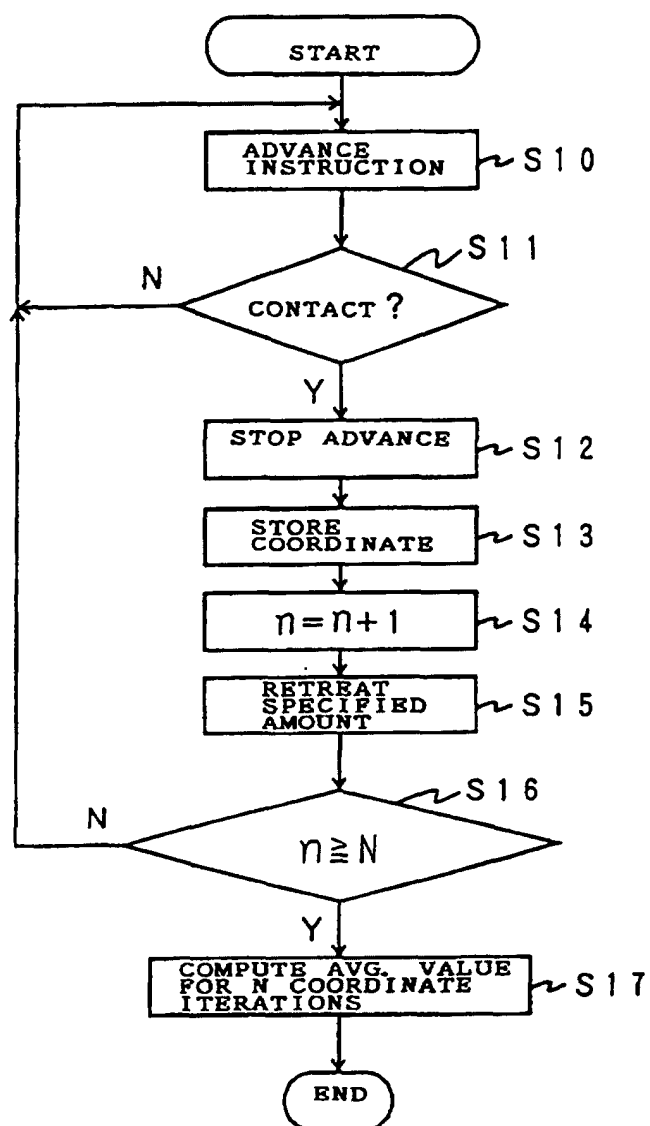 START
ADVANCE
INSTRUCTION
S10
S11
N
CONTACT?
Y
STOP ADVANCE
S12
STORE
COORDINATE
S13
n=n+1
S14
RETREAT
SPECIFIED
AMOUNT
S15
S16
N
n≧N
Y
COMPUTE AVG. VALUE
FOR N COORDINATE
ITERATIONS
S17
END